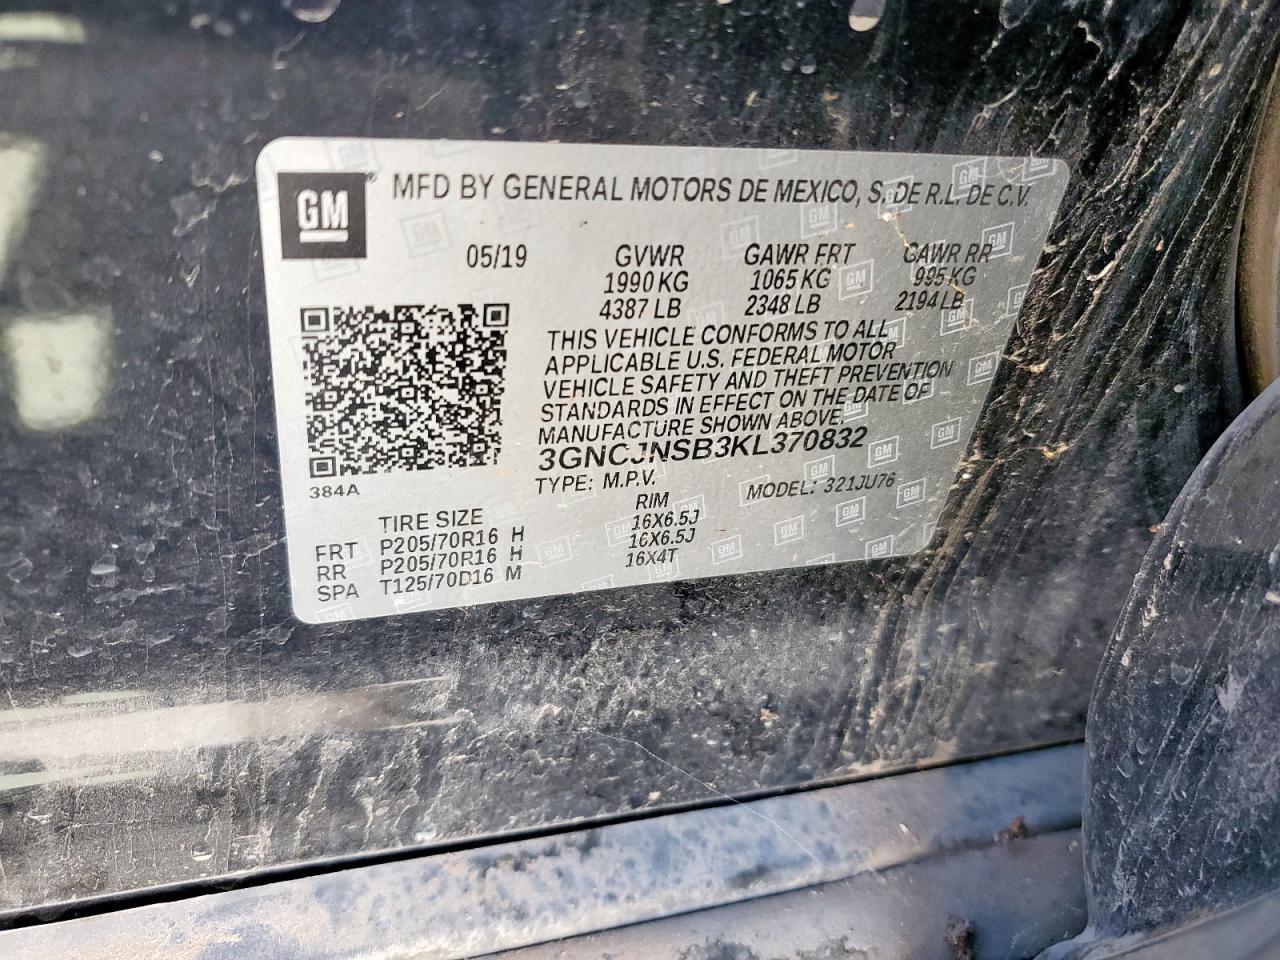 GM® MFD BY GENERAL MOTORS DE MEXICO, S. DE R.L. DE C.V.
05/19 GVWR GAWR FRT GAWR RR
1990 KG 1065 KG 995 KG
4387 LB 2348 LB 2194 LB
THIS VEHICLE CONFORMS TO ALL
APPLICABLE U.S. FEDERAL MOTOR
VEHICLE SAFETY AND THEFT PREVENTION
STANDARDS IN EFFECT ON THE DATE OF
MANUFACTURE SHOWN ABOVE.
3GNCJNSB3KL370832
384A TYPE: M.P.V. MODEL: 321JU76
TIRE SIZE RIM
FRT P205/70R16 H 16X6.5J
RR P205/70R16 H 16X6.5J
SPA T125/70D16 M 16X4T